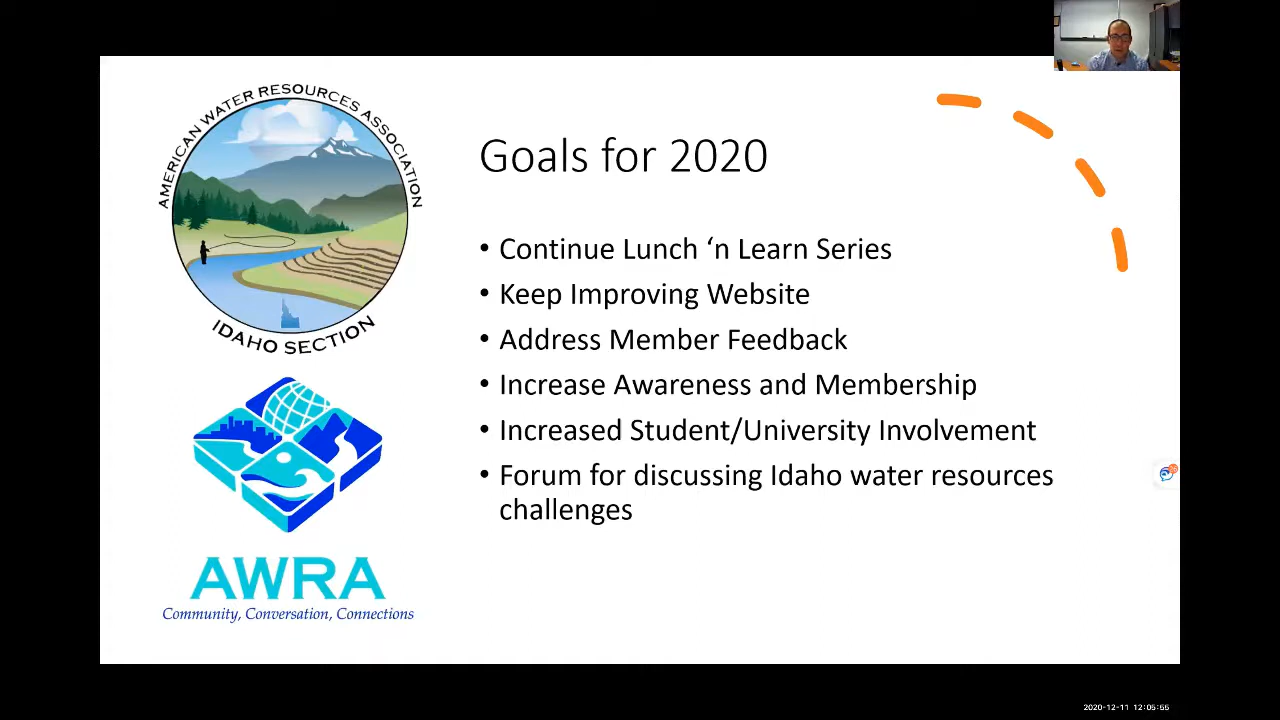 AMERICAN WATER RESOURCES ASSOCIATION
IDAHO SECTION
AWRA
Community, Conversation, Connections
Goals for 2020
• Continue Lunch ‘n Learn Series
• Keep Improving Website
• Address Member Feedback
• Increase Awareness and Membership
• Increased Student/University Involvement
• Forum for discussing Idaho water resources
challenges
2020-12-11 12:05:55